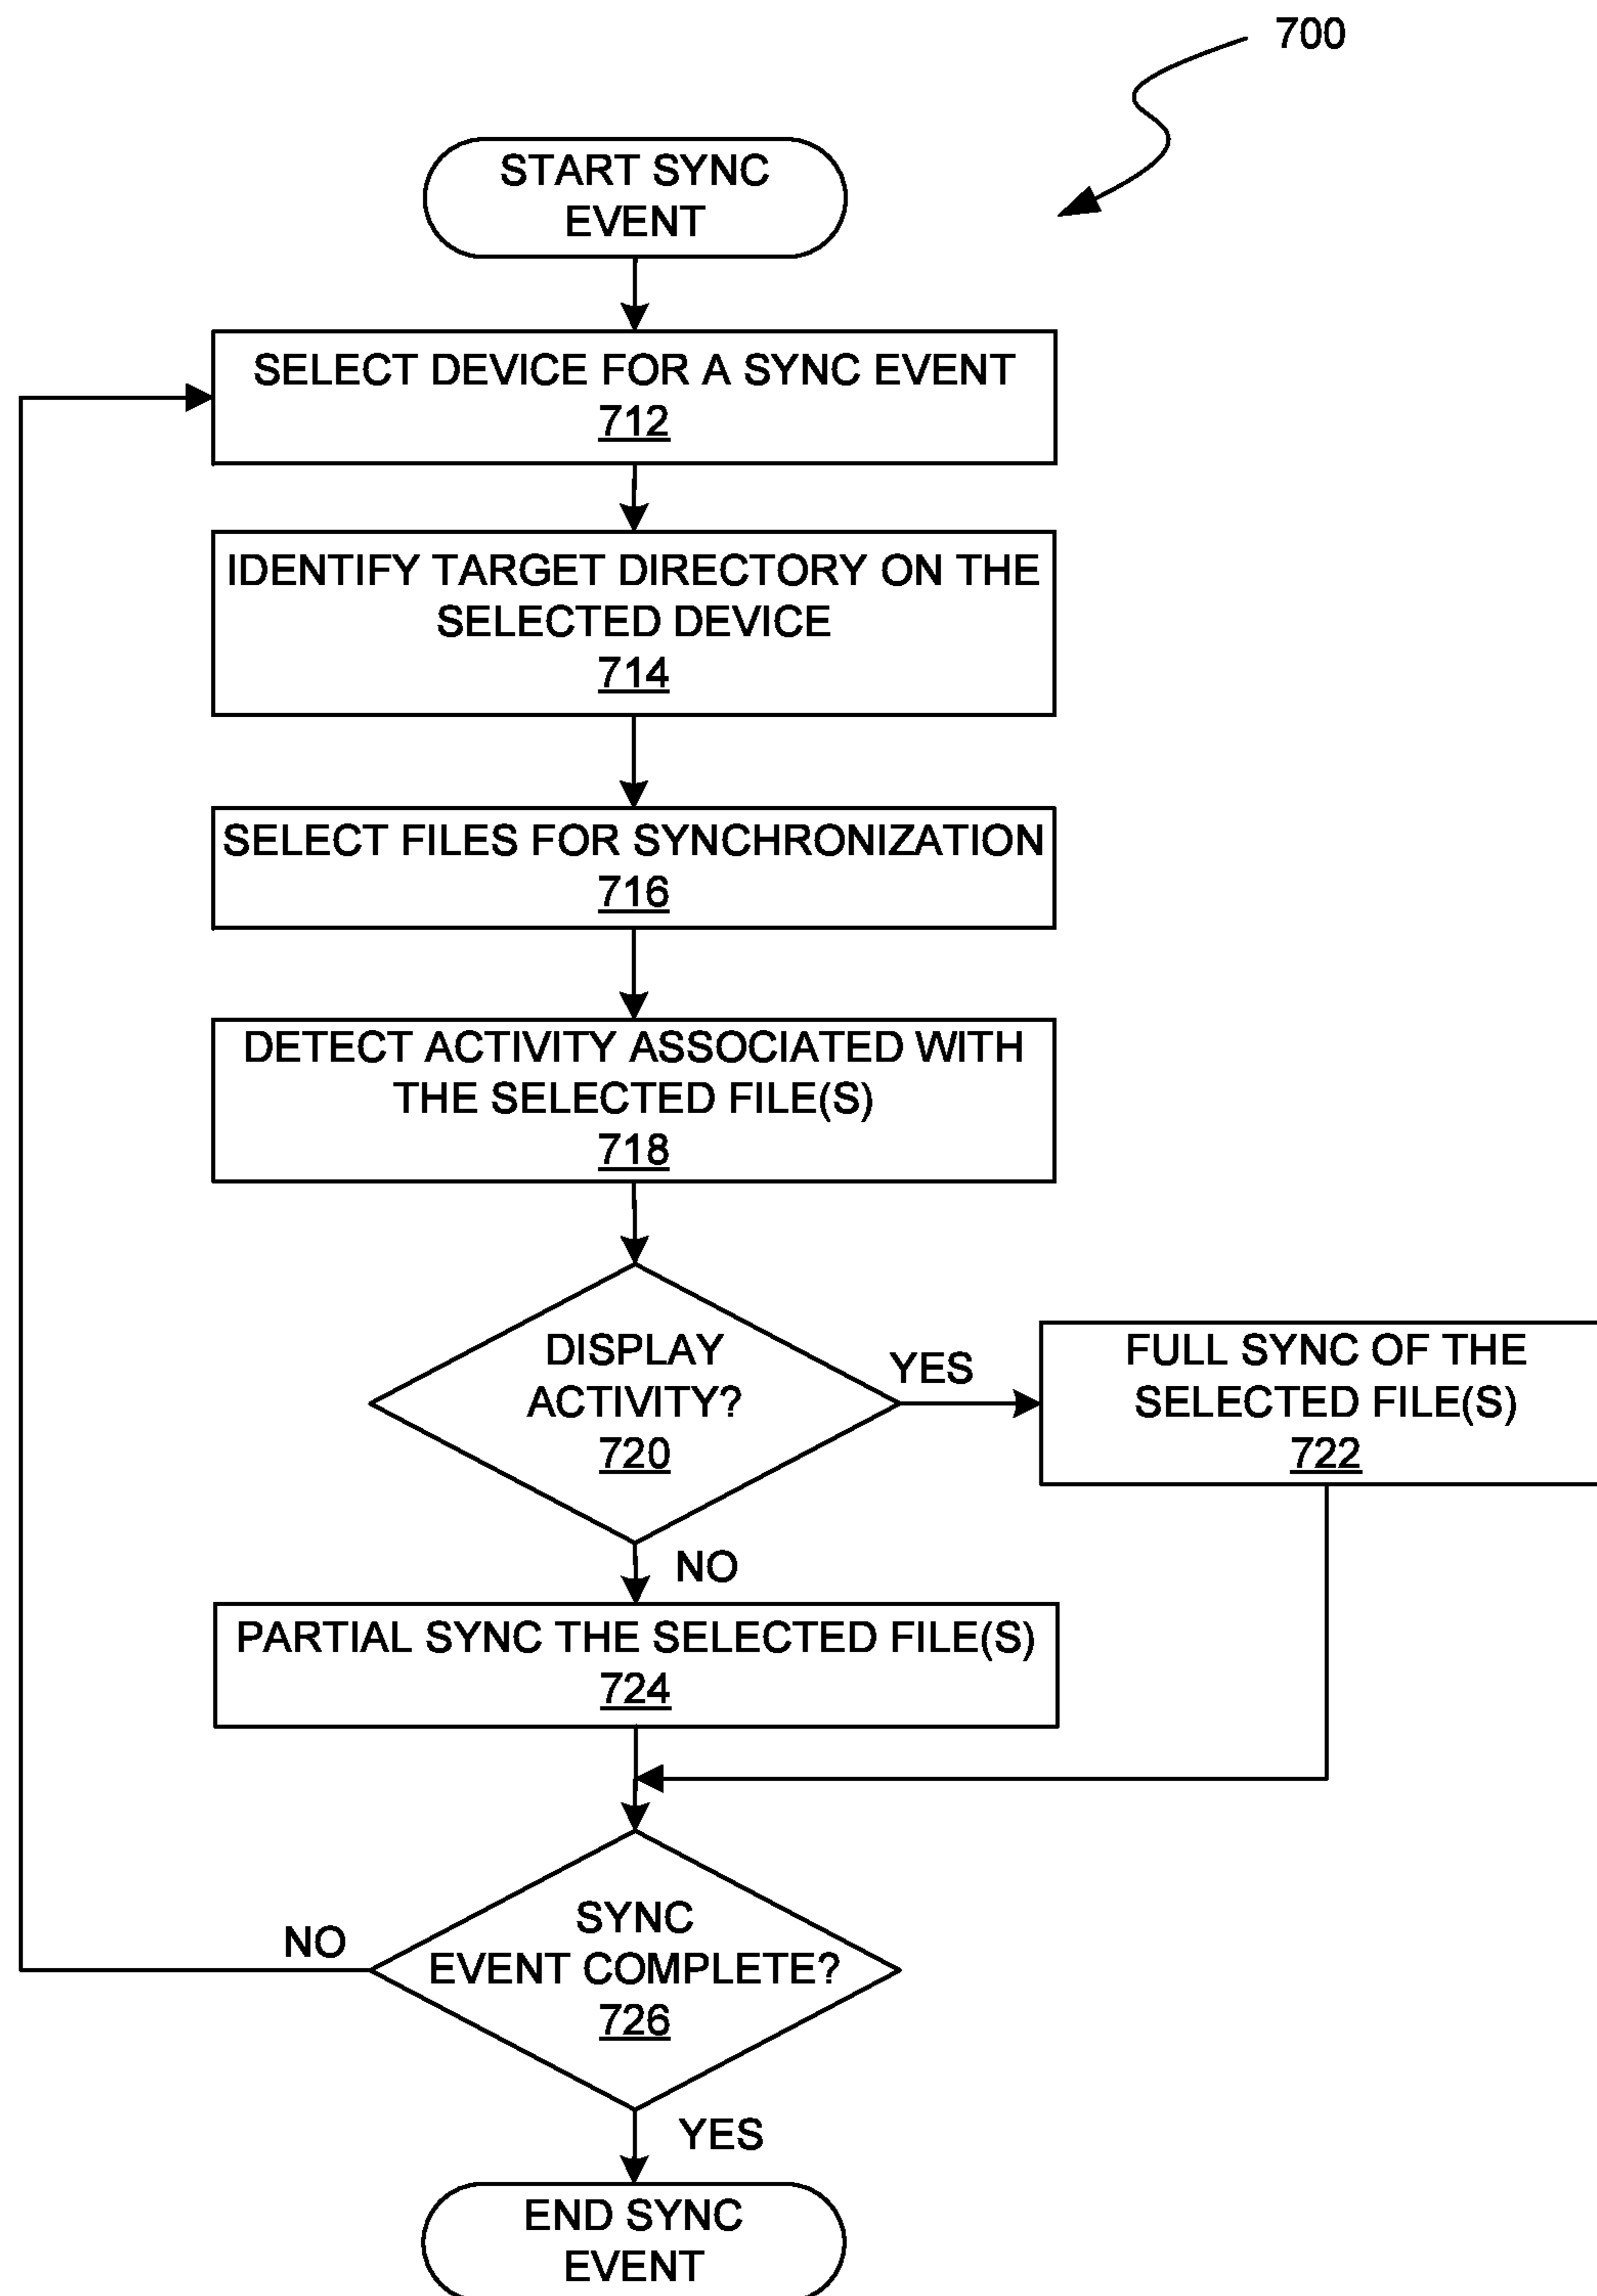 700
START SYNC
EVENT
SELECT DEVICE FOR A SYNC EVENT
712
IDENTIFY TARGET DIRECTORY ON THE
SELECTED DEVICE
714
SELECT FILES FOR SYNCHRONIZATION
716
DETECT ACTIVITY ASSOCIATED WITH
THE SELECTED FILE(S)
718
DISPLAY
ACTIVITY?
720
YES
FULL SYNC OF THE
SELECTED FILE(S)
722
NO
PARTIAL SYNC THE SELECTED FILE(S)
724
SYNC
EVENT COMPLETE?
726
NO
YES
END SYNC
EVENT